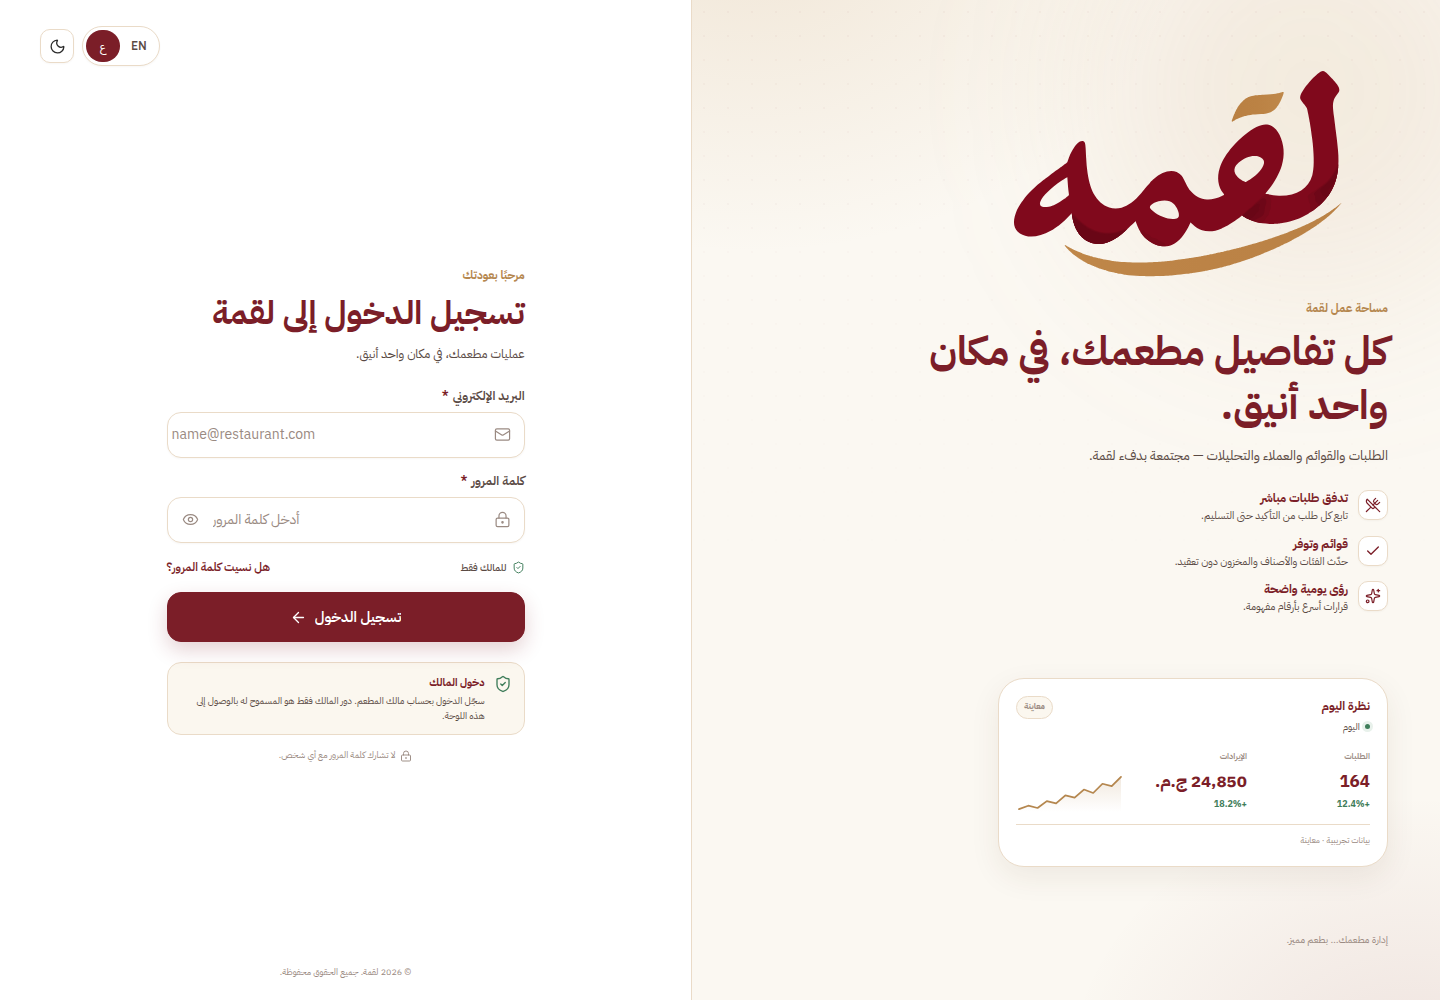 لقمه
مساحة عمل لقمة
كل تفاصيل مطعمك، في مكان
واحد أنيق.
الطلبات والقوائم والعملاء والتحليلات — مجتمعة بدفء لقمة.
تدفق طلبات مباشر
تابع كل طلب من التأكيد حتى التسليم.
قوائم وتوفر
حدّث الفئات والأصناف والمخزون دون تعقيد.
رؤى يومية واضحة
قرارات أسرع بأرقام مفهومة.
نظرة اليوم
معاينة
اليوم
الطلبات
الإيرادات
164
24,850 ج.م.
+12.4%
+18.2%
بيانات تجريبية - معاينة
إدارة مطعمك... بطعم مميز.
EN
ع
مرحبًا بعودتك
تسجيل الدخول إلى لقمة
عمليات مطعمك، في مكان واحد أنيق.
البريد الإلكتروني *
name@restaurant.com
كلمة المرور *
أدخل كلمة المرور
للمالك فقط
هل نسيت كلمة المرور؟
تسجيل الدخول
دخول المالك
سجّل الدخول بحساب مالك المطعم. دور المالك فقط هو المسموح له بالوصول إلى
هذه اللوحة.
لا تشارك كلمة المرور مع أي شخص.
© 2026 لقمة. جميع الحقوق محفوظة.